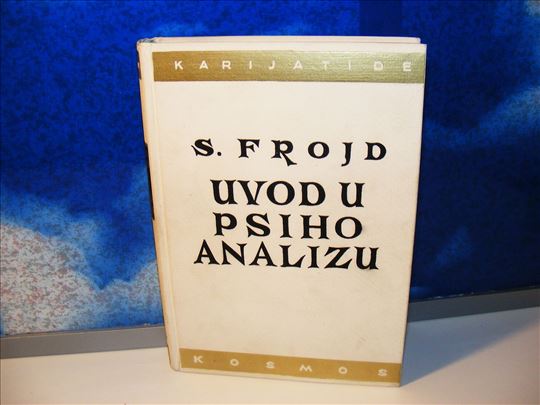 KARIJATIDE
S. FROJD
UVOD U
PSIHO
ANALIZU
KOSMOS